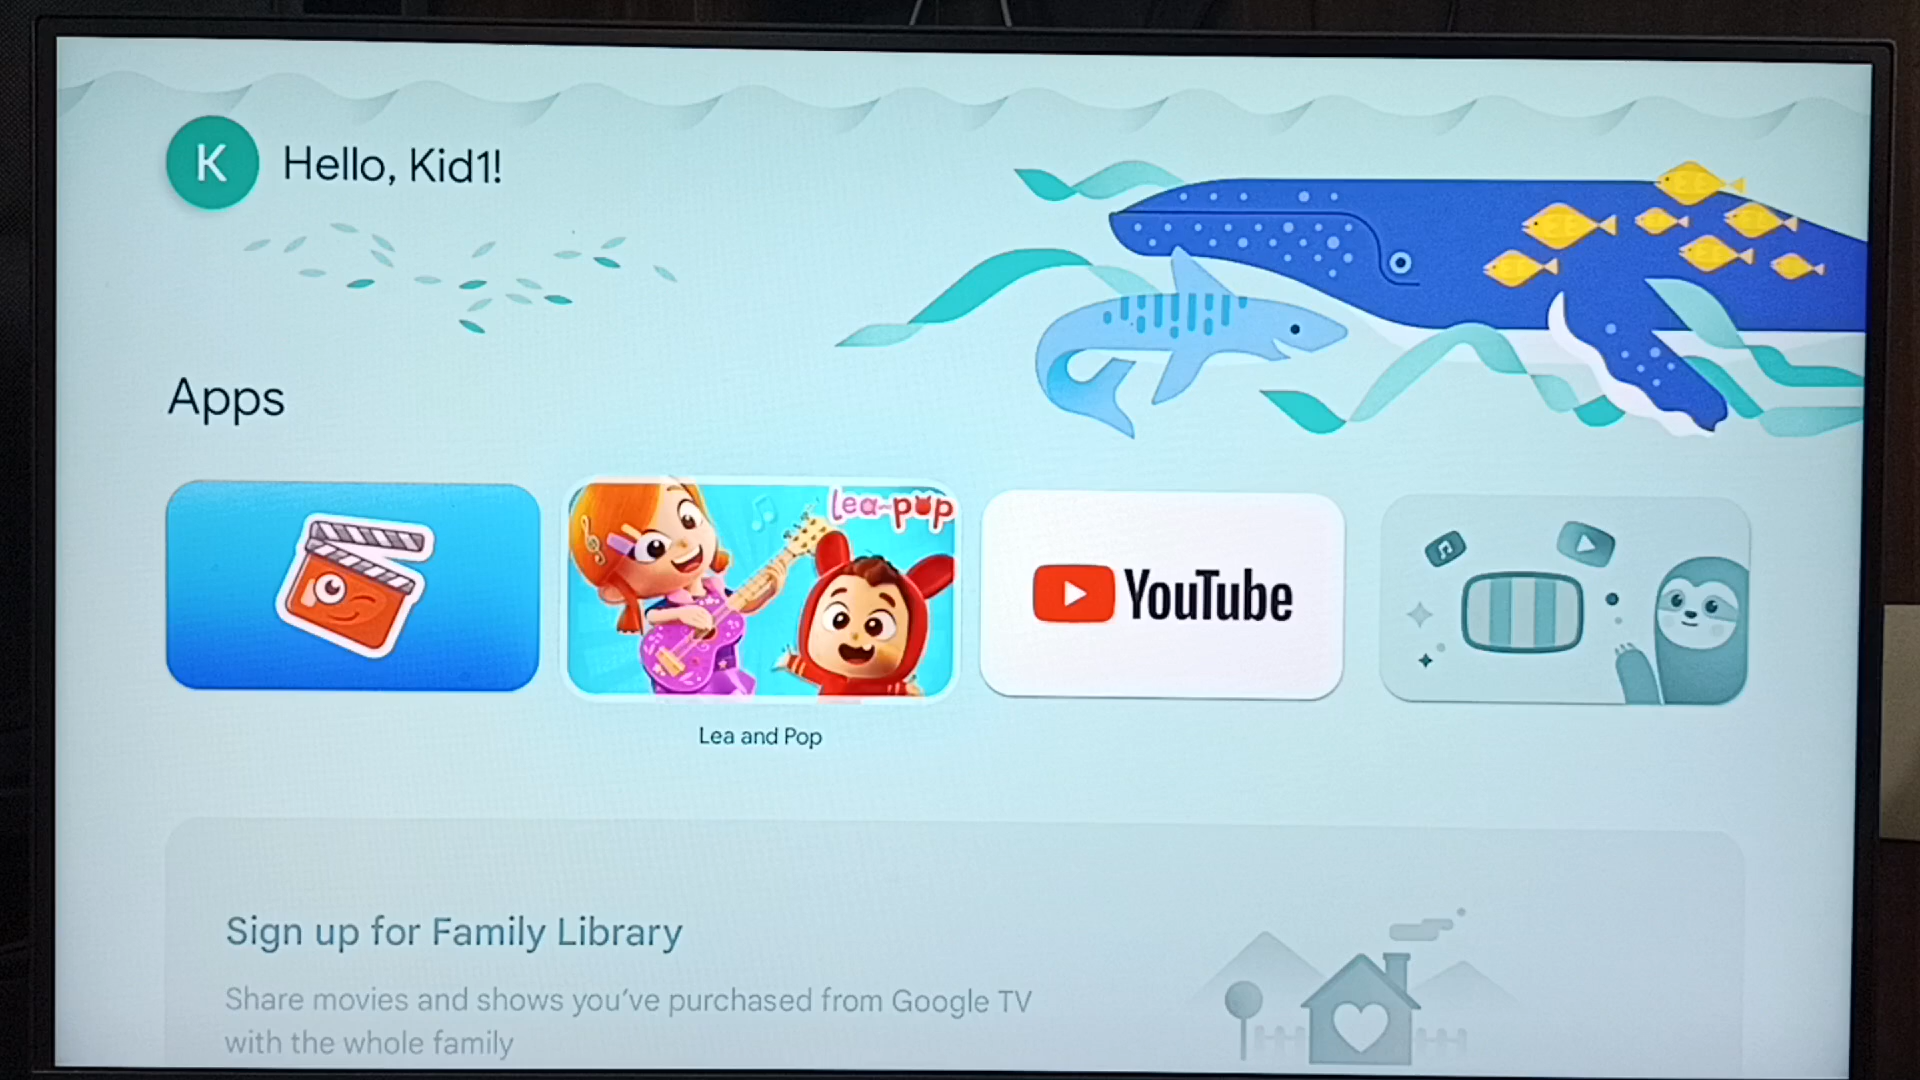 K
Hello, Kid1!
Apps
lea-pop
YouTube
Lea and Pop
Sign up for Family Library
Share movies and shows you've purchased from Google TV
with the whole family